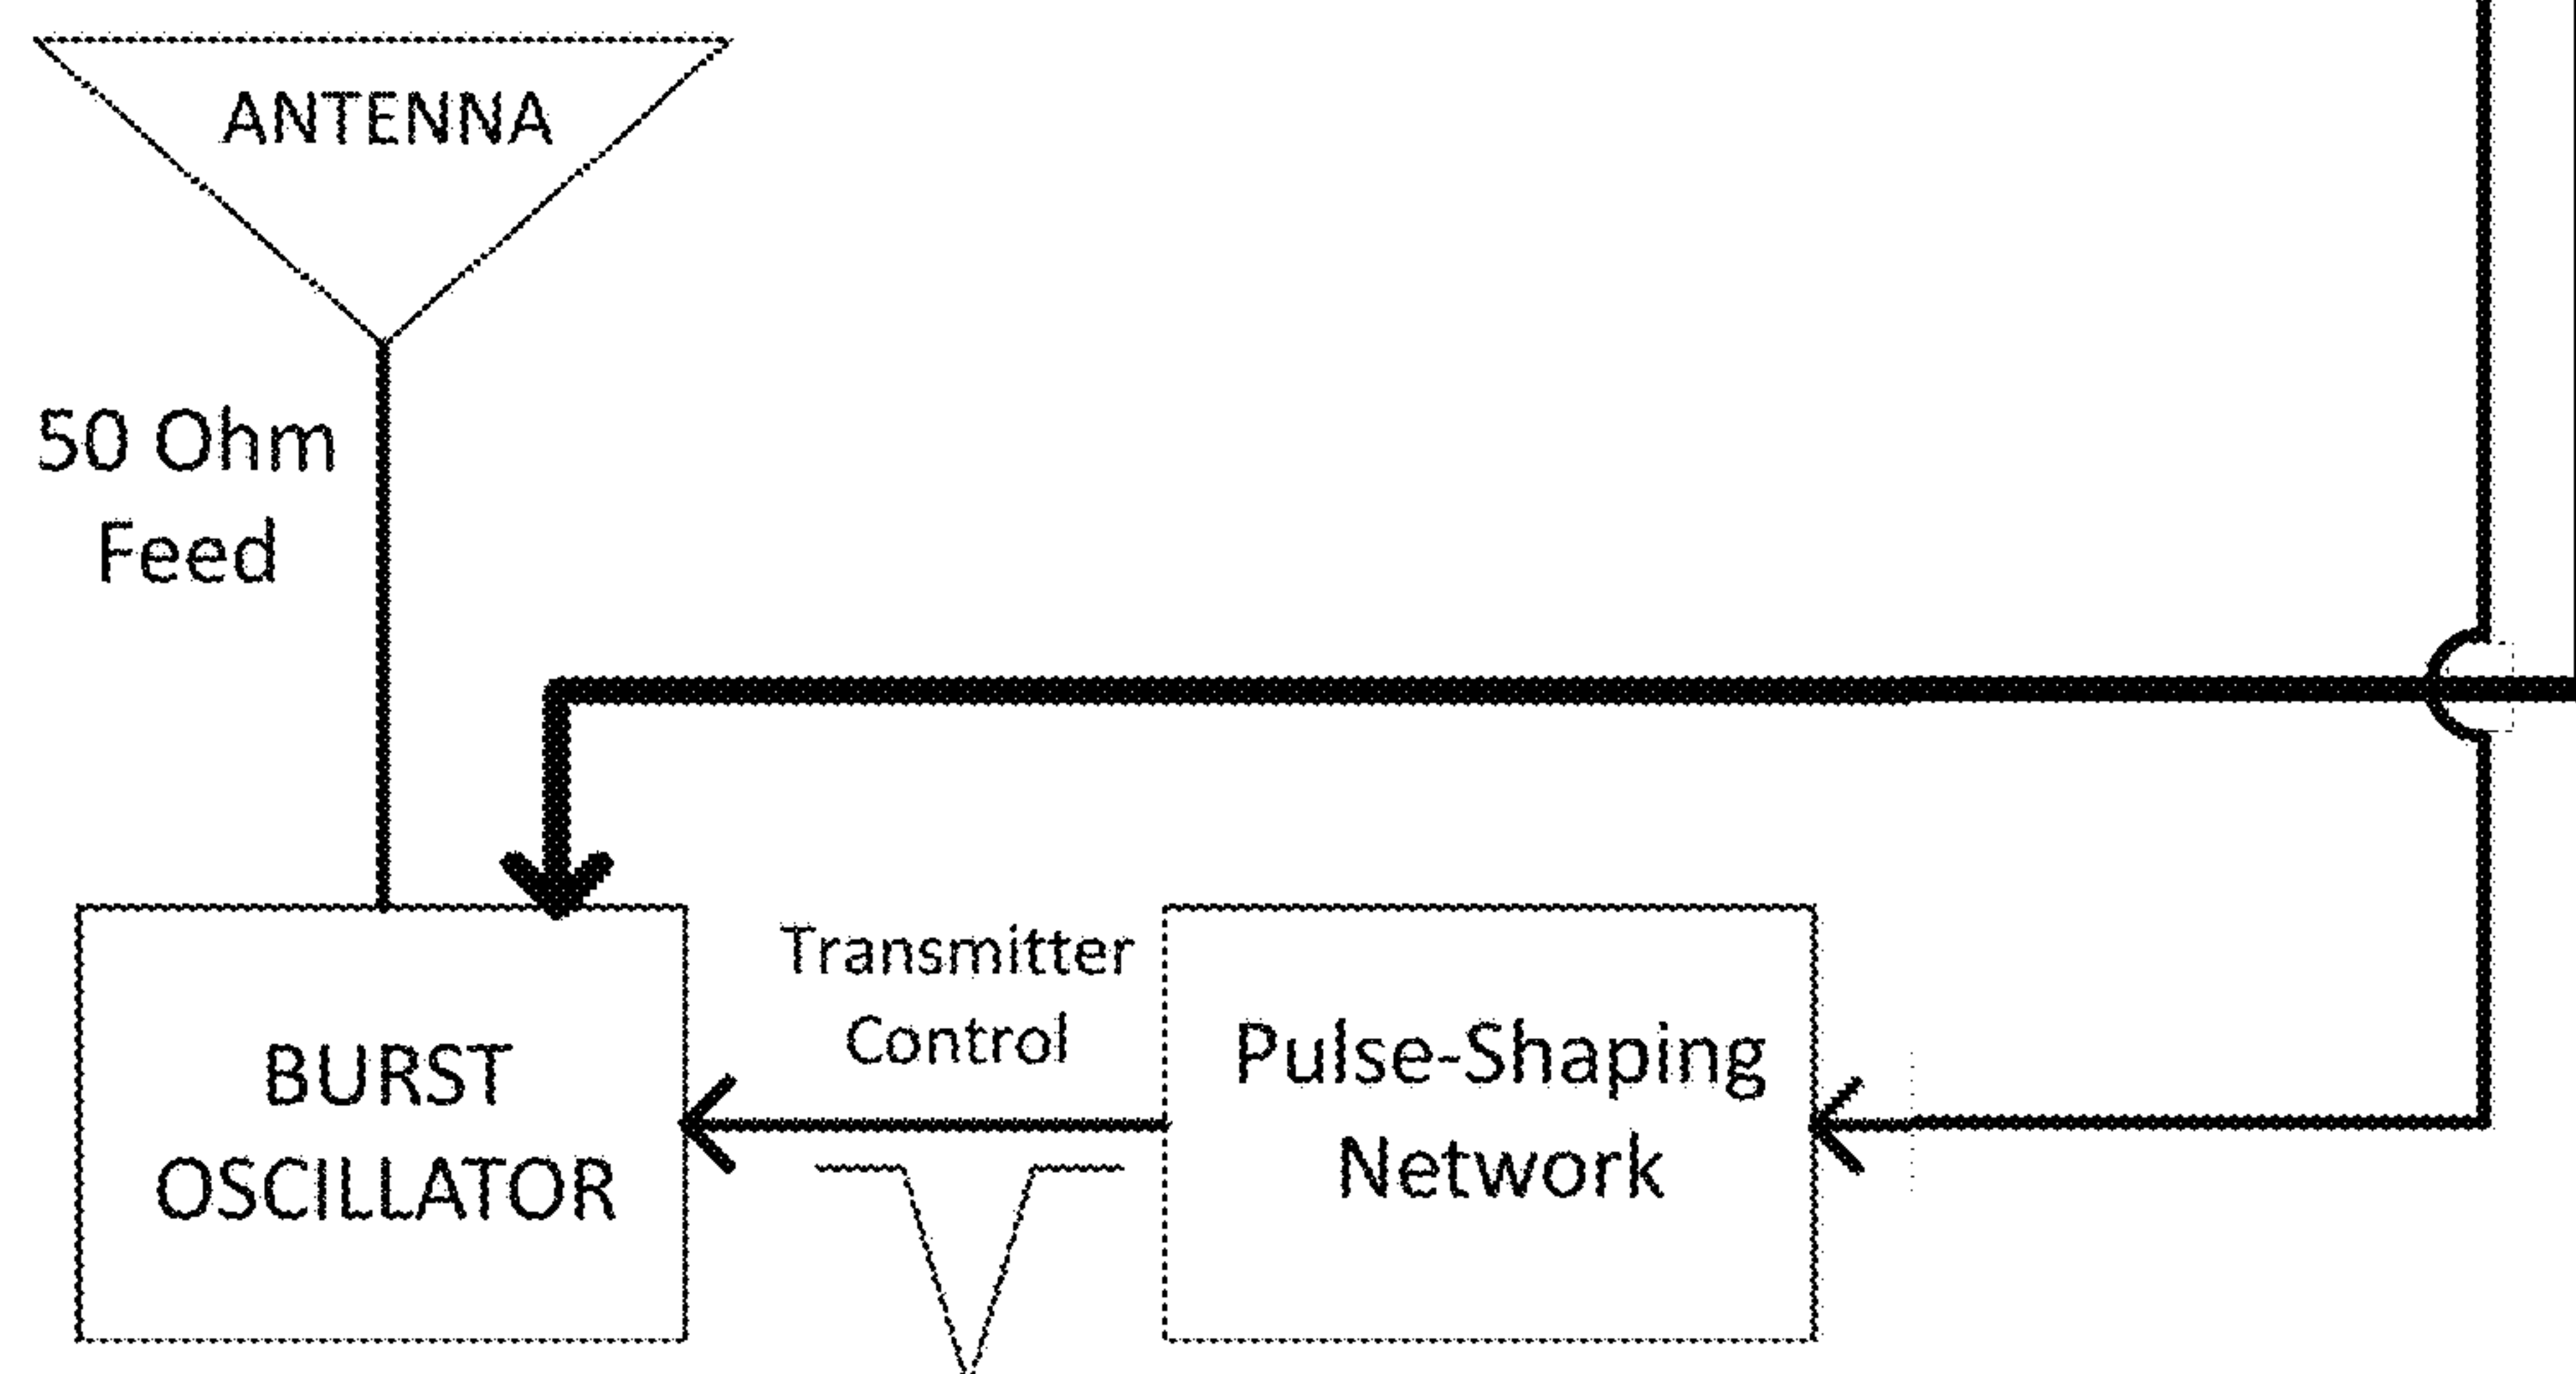 ANTENNA
50 Ohm
Feed
Transmitter
Control
BURST
OSCILLATOR
Pulse-Shaping
Network